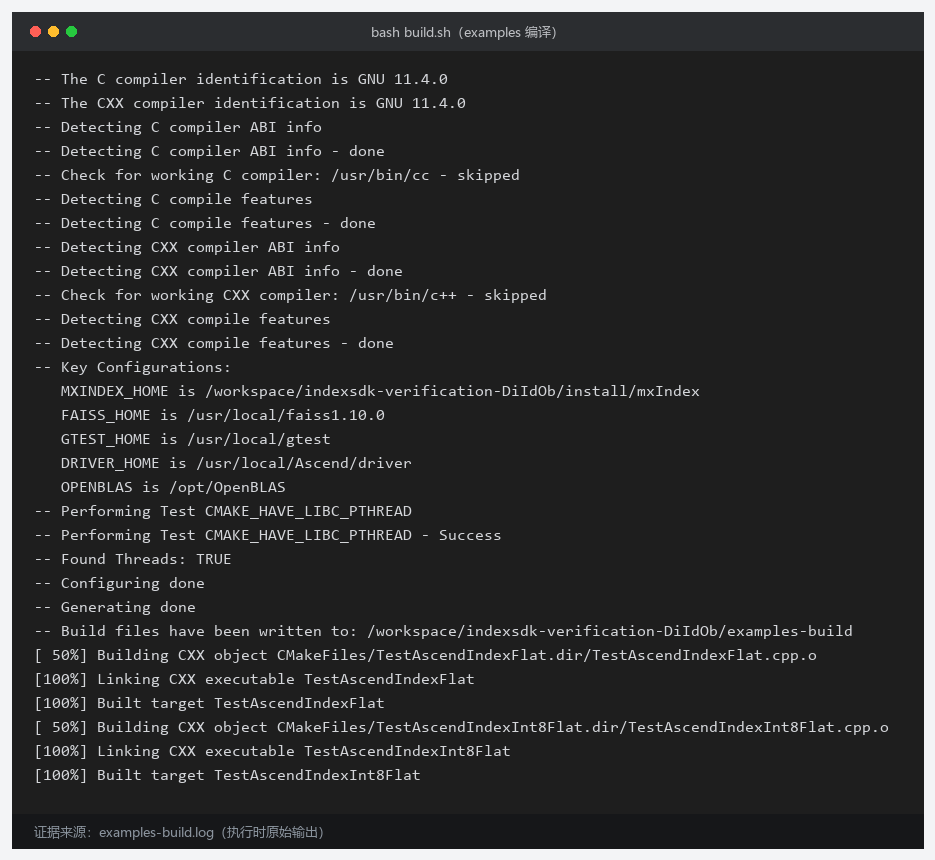 bash build.sh（examples 编译）
-- The C compiler identification is GNU 11.4.0
-- The CXX compiler identification is GNU 11.4.0
-- Detecting C compiler ABI info
-- Detecting C compiler ABI info - done
-- Check for working C compiler: /usr/bin/cc - skipped
-- Detecting C compile features
-- Detecting C compile features - done
-- Detecting CXX compiler ABI info
-- Detecting CXX compiler ABI info - done
-- Check for working CXX compiler: /usr/bin/c++ - skipped
-- Detecting CXX compile features
-- Detecting CXX compile features - done
-- Key Configurations:
   MXINDEX_HOME is /workspace/indexsdk-verification-DiIdOb/install/mxIndex
   FAISS_HOME is /usr/local/faiss1.10.0
   GTEST_HOME is /usr/local/gtest
   DRIVER_HOME is /usr/local/Ascend/driver
   OPENBLAS is /opt/OpenBLAS
-- Performing Test CMAKE_HAVE_LIBC_PTHREAD
-- Performing Test CMAKE_HAVE_LIBC_PTHREAD - Success
-- Found Threads: TRUE
-- Configuring done
-- Generating done
-- Build files have been written to: /workspace/indexsdk-verification-DiIdOb/examples-build
[ 50%] Building CXX object CMakeFiles/TestAscendIndexFlat.dir/TestAscendIndexFlat.cpp.o
[100%] Linking CXX executable TestAscendIndexFlat
[100%] Built target TestAscendIndexFlat
[ 50%] Building CXX object CMakeFiles/TestAscendIndexInt8Flat.dir/TestAscendIndexInt8Flat.cpp.o
[100%] Linking CXX executable TestAscendIndexInt8Flat
[100%] Built target TestAscendIndexInt8Flat
证据来源：examples-build.log（执行时原始输出）